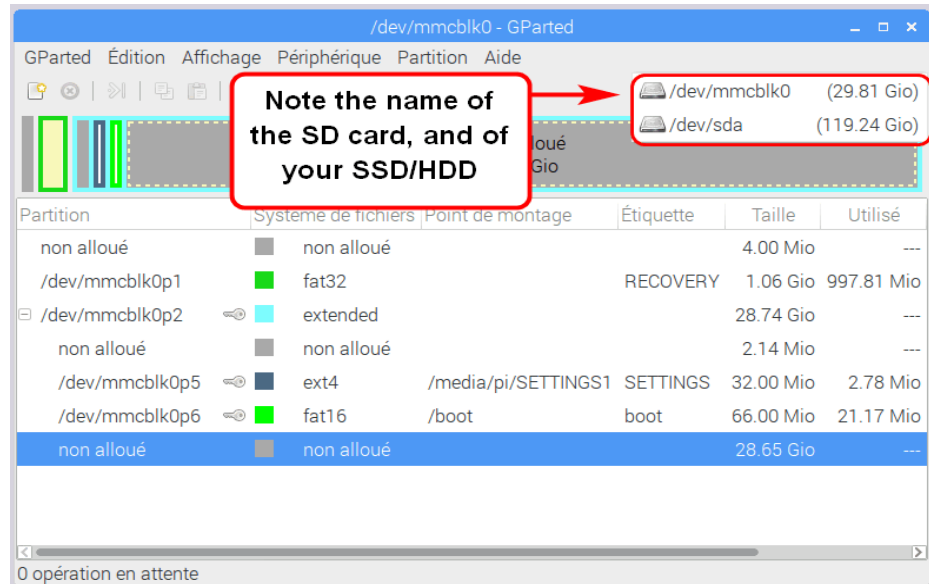 /dev/mmcblk0 - GParted
GParted Édition Affichage Périphérique Partition Aide
Note the name of
the SD card, and of
your SSD/HDD
/dev/mmcblk0 (29.81 Gio)
/dev/sda (119.24 Gio)
Gio
Partition Système de fichiers Point de montage Étiquette Taille Utilisé
non alloué non alloué 4.00 Mio ---
/dev/mmcblk0p1 fat32 RECOVERY 1.06 Gio 997.81 Mio
/dev/mmcblk0p2 extended 28.74 Gio ---
non alloué non alloué 2.14 Mio ---
/dev/mmcblk0p5 ext4 /media/pi/SETTINGS1 SETTINGS 32.00 Mio 2.78 Mio
/dev/mmcblk0p6 fat16 /boot boot 66.00 Mio 21.17 Mio
non alloué non alloué 28.65 Gio ---
0 opération en attente